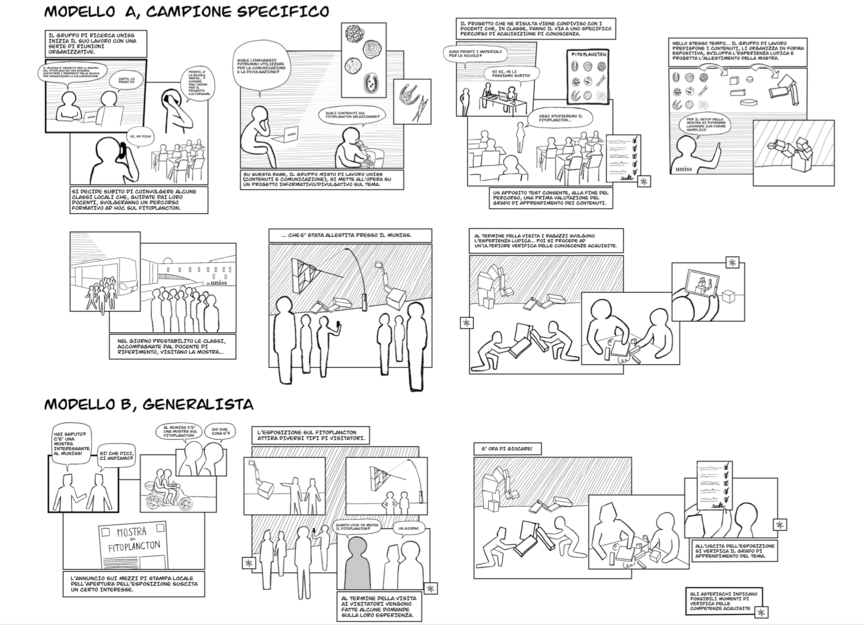 MODELLO A, CAMPIONE SPECIFICO
IL GRUPPO DI RICERCA UNISS
INIZIA IL SUO LAVORO CON UNA
SERIE DI RIUNIONI
ORGANIZZATIVE.
CERTO, CI
PENSO IO!
SI, MI DICA!
SI DECIDE SUBITO DI COINVOLGERE ALCUNE
CLASSI LOCALI CHE, GUIDATE DAI LORO
DOCENTI, SVOLGERANNO UN PERCORSO
FORMATIVO AD HOC SUL FITOPLANCTON.
QUALE LINGUAGGIO
POTREMMO UTILIZZARE
PER LA COMUNICAZIONE
E LA DIVULGAZIONE?
QUALI CONTENUTI SUL
FITOPLANCTON SELEZIONARE?
SU QUESTA BASE, IL GRUPPO MISTO DI LAVORO UNISS
(CONTENUTI E COMUNICAZIONE), SI METTE ALL'OPERA SU
UN PROGETTO INFORMATIVO/DIVULGATIVO SUL TEMA.
IL PROGETTO CHE NE RISULTA VIENE CONDIVISO CON I
DOCENTI CHE, IN CLASSE, DANNO IL VIA A UNO SPECIFICO
PERCORSO DI ACQUISIZIONE DI CONOSCENZA.
SONO PRONTI I MATERIALI
PER LE SCUOLE?
SI SI, VE LI
PASSIAMO SUBITO!
FITOPLANCTON
OGGI STUDIEREMO IL
FITOPLANCTON...
UN APPOSITO TEST CONSENTE, ALLA FINE DEL
PERCORSO, UNA PRIMA VALUTAZIONE DEL
GRADO DI APPRENDIMENTO DEI CONTENUTI.
NELLO STESSO TEMPO... IL GRUPPO DI LAVORO
PREDISPONE I CONTENUTI, LI ORGANIZZA IN FORMA
ESPOSITIVA, SVILUPPA L'ESPERIENZA LUDICA E
PROGETTA L'ALLESTIMENTO DELLA MOSTRA.
PER IL SETUP DELLA
MOSTRA SI POTREBBE
LAVORARE CON FORME
SEMPLICI!
uniss
uniss
NEL GIORNO PRESTABILITO LE CLASSI,
ACCOMPAGNATE DAL DOCENTE DI
RIFERIMENTO, VISITANO LA MOSTRA...
... CHE E' STATA ALLESTITA PRESSO IL MUNISS.
AL TERMINE DELLA VISITA I RAGAZZI SVOLGONO
L'ESPERIENZA LUDICA... POI SI PROCEDE AD
UN'ULTERIORE VERIFICA DELLE CONOSCENZE ACQUISITE.
MODELLO B, GENERALISTA
HAI SAPUTO?
C'E' UNA
MOSTRA
INTERESSANTE
AL MUNISS!
SI! CHE DICI,
CI ANDIAMO?
AL MUNISS C'E'
UNA MOSTRA SUL
FITOPLANCTON!
UH! CHE
COSA E'?
MOSTRA
FITOPLANCTON
L'ANNUNCIO SUI MEZZI DI STAMPA LOCALE
DELL'APERTURA DELL'ESPOSIZIONE SUSCITA
UN CERTO INTERESSE.
L'ESPOSIZIONE SUL FITOPLANCTON
ATTIRA DIVERSI TIPI DI VISITATORI.
QUANTO VIVE IN MEDIA
IL FITOPLANCTON?
UN GIORNO
AL TERMINE DELLA VISITA
AI VISITATORI VENGONO
FATTE ALCUNE DOMANDE
SULLA LORO ESPERIENZA.
E' ORA DI GIOCARE!
ALL'USCITA DELL'ESPOSIZIONE
SI VERIFICA IL GRADO DI
APPRENDIMENTO DEL TEMA.
GLI ASTERISCHI INDICANO
POSSIBILI MOMENTI DI
VERIFICA DELLE
COMPETENZE ACQUISITE